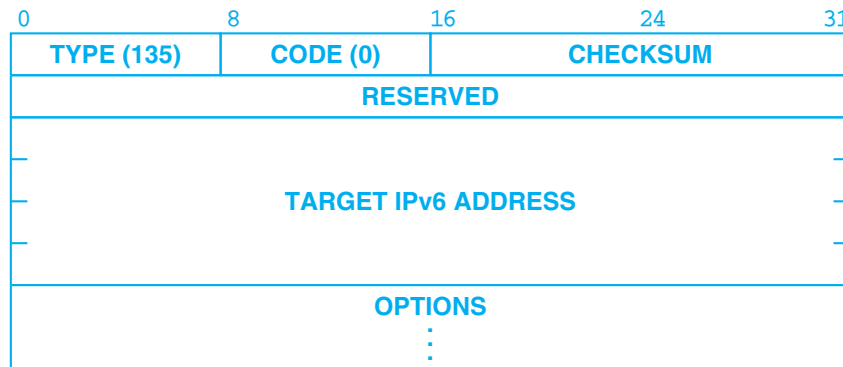 0 8 16 24 31
TYPE (135) CODE (0) CHECKSUM
RESERVED
TARGET IPv6 ADDRESS
OPTIONS